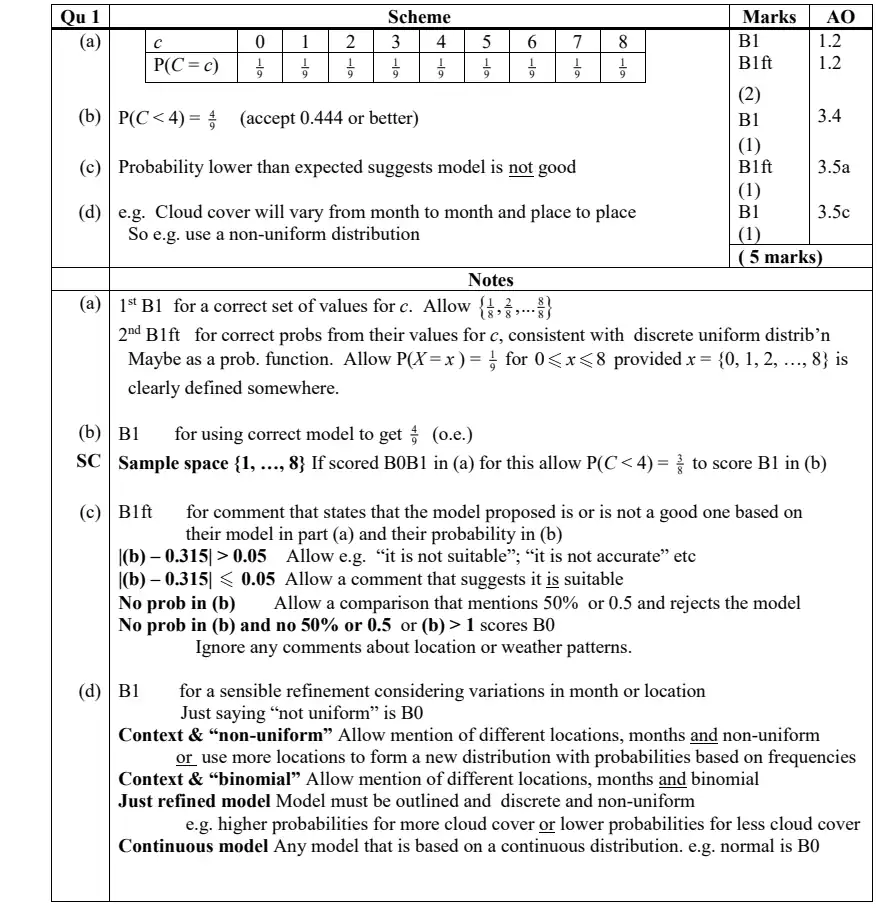 Qu 1 Scheme Marks AO
(a) c 0 1 2 3 4 5 6 7 8 B1 1.2
P(C = c) 1/9 1/9 1/9 1/9 1/9 1/9 1/9 1/9 1/9 B1ft 1.2
(2)
(b) P(C < 4) = 4/9 (accept 0.444 or better) B1 3.4
(1)
(c) Probability lower than expected suggests model is not good B1ft 3.5a
(1)
(d) e.g. Cloud cover will vary from month to month and place to place B1 3.5c
So e.g. use a non-uniform distribution (1)
( 5 marks)
Notes
(a) 1st B1 for a correct set of values for c. Allow {1/8, 2/8, ... 8/8}
2nd B1ft for correct probs from their values for c, consistent with discrete uniform distrib’n
Maybe as a prob. function. Allow P(X = x ) = 1/9 for 0 ⩽ x ⩽ 8 provided x = {0, 1, 2, …, 8} is
clearly defined somewhere.
(b) B1 for using correct model to get 4/9 (o.e.)
SC Sample space {1, …, 8} If scored B0B1 in (a) for this allow P(C < 4) = 3/8 to score B1 in (b)
(c) B1ft for comment that states that the model proposed is or is not a good one based on
their model in part (a) and their probability in (b)
|(b) – 0.315| > 0.05 Allow e.g. “it is not suitable”; “it is not accurate” etc
|(b) – 0.315| ⩽ 0.05 Allow a comment that suggests it is suitable
No prob in (b) Allow a comparison that mentions 50% or 0.5 and rejects the model
No prob in (b) and no 50% or 0.5 or (b) > 1 scores B0
Ignore any comments about location or weather patterns.
(d) B1 for a sensible refinement considering variations in month or location
Just saying “not uniform” is B0
Context & “non-uniform” Allow mention of different locations, months and non-uniform
or use more locations to form a new distribution with probabilities based on frequencies
Context & “binomial” Allow mention of different locations, months and binomial
Just refined model Model must be outlined and discrete and non-uniform
e.g. higher probabilities for more cloud cover or lower probabilities for less cloud cover
Continuous model Any model that is based on a continuous distribution. e.g. normal is B0